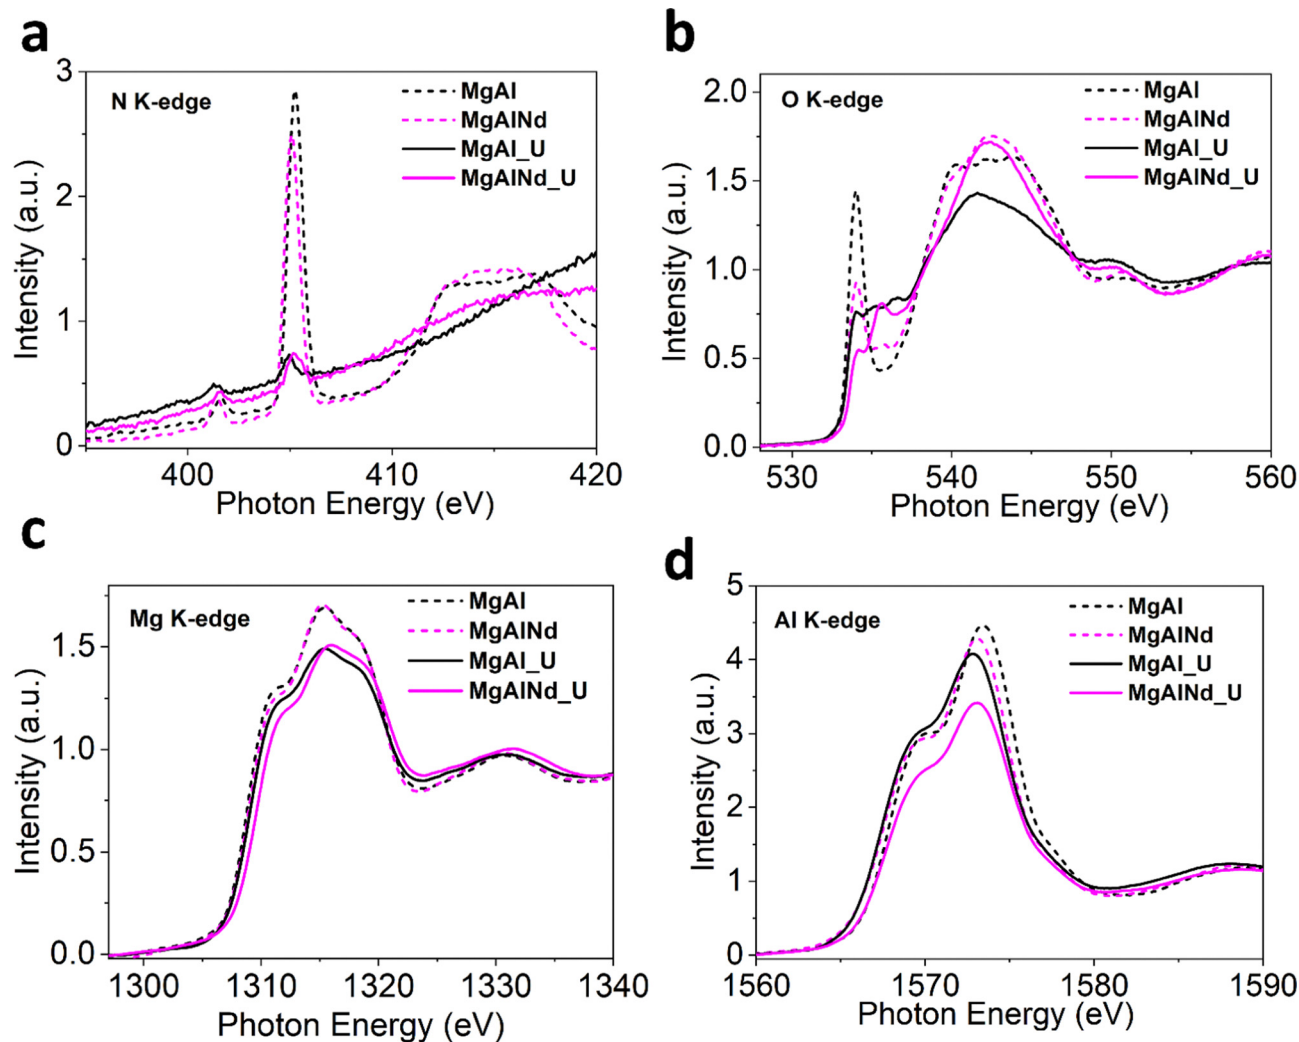 a
N K-edge
MgAl
MgAlNd
MgAl_U
MgAlNd_U
Intensity (a.u.)
3
2
1
0
400
410
420
Photon Energy (eV)
b
O K-edge
MgAl
MgAlNd
MgAl_U
MgAlNd_U
Intensity (a.u.)
2.0
1.5
1.0
0.5
0.0
530
540
550
560
Photon Energy (eV)
c
Mg K-edge
MgAl
MgAlNd
MgAl_U
MgAlNd_U
Intensity (a.u.)
1.5
1.0
0.5
0.0
1300
1310
1320
1330
1340
Photon Energy (eV)
d
Al K-edge
MgAl
MgAlNd
MgAl_U
MgAlNd_U
Intensity (a.u.)
5
4
3
2
1
0
1560
1570
1580
1590
Photon Energy (eV)